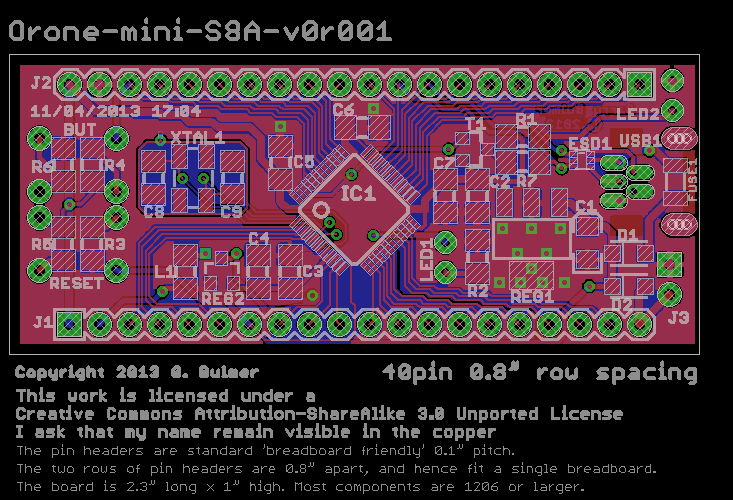 Orone-mini-S8A-v0r001
J2
C6
11/04/2013 17:04
BUT
XTAL1
T1
R1
LED2
ESD1
USB1
R6
R4
C5
C7
IC1
C2
R7
FUSE1
C8
C9
C1
R5
R3
C4
LED1
D1
L1
C3
RESET
REG2
R2
REG1
D2
J1
J3
Copyright 2013 G. Bulmer
40pin 0.8" row spacing
This work is licensed under a
Creative Commons Attribution-ShareAlike 3.0 Unported License
I ask that my name remain visible in the copper
The pin headers are standard 'breadboard friendly' 0.1" pitch.
The two rows of pin headers are 0.8" apart, and hence fit a single breadboard.
The board is 2.3" long x 1" high. Most components are 1206 or larger.